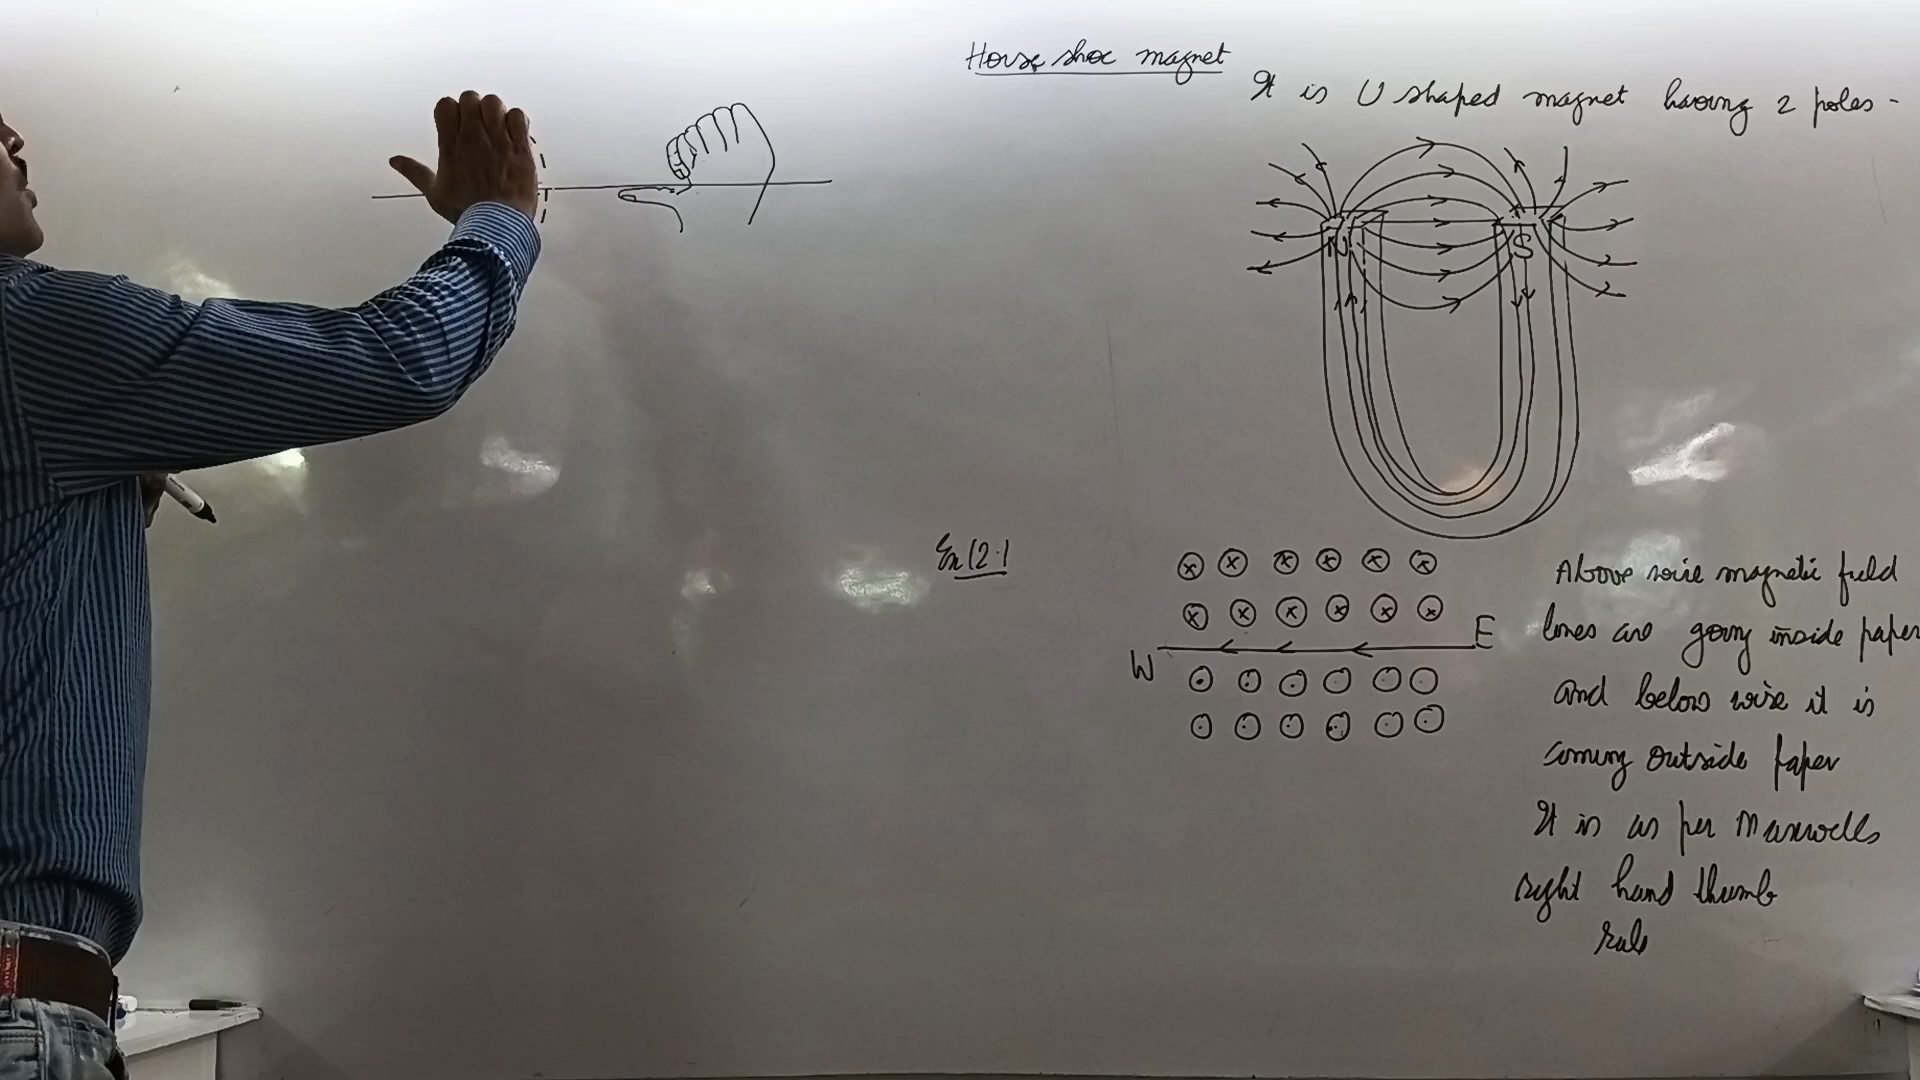 Horse shoe magnet
It is U shaped magnet having 2 poles -
N S
Ex 12.1
W E
Above wire magnetic field
lines are going inside paper
and below wire it is
coming outside paper
It is as per Maxwells
right hand thumb
rule